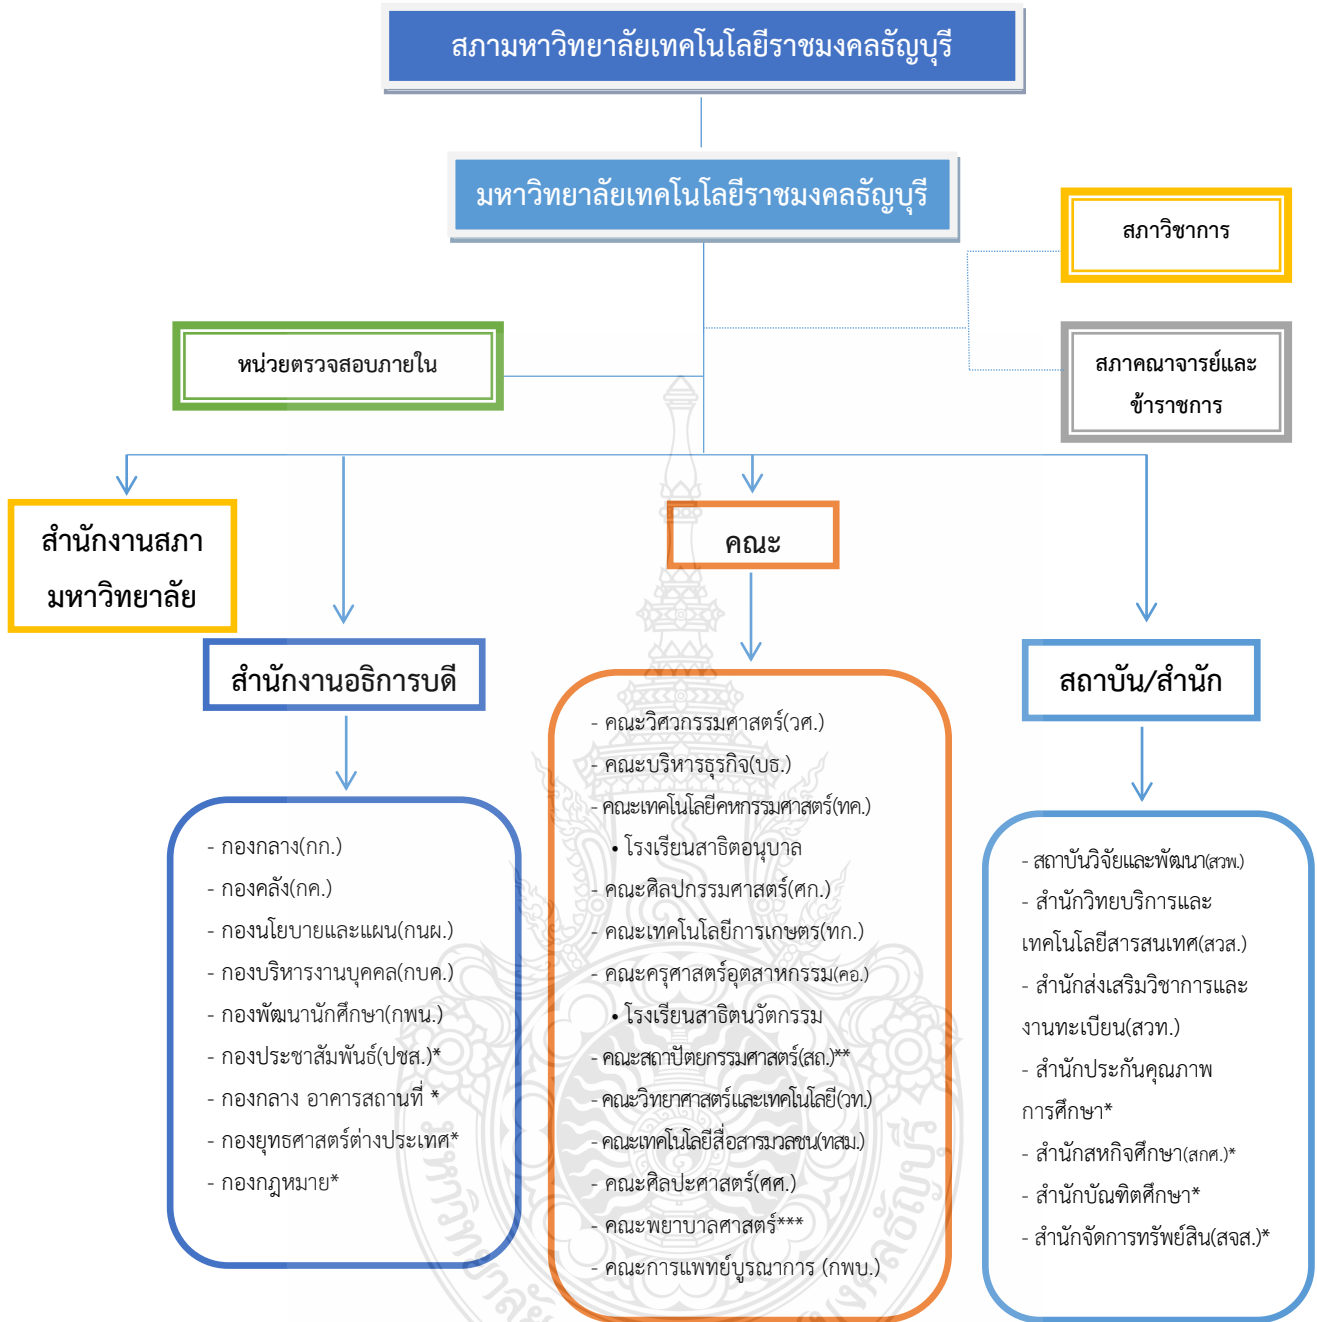 สภามหาวิทยาลัยเทคโนโลยีราชมงคลธัญบุรี
มหาวิทยาลัยเทคโนโลยีราชมงคลธัญบุรี
สภาวิชาการ
หน่วยตรวจสอบภายใน
สภาคณาจารย์และ
ข้าราชการ
สำนักงานสภา
มหาวิทยาลัย
คณะ
สำนักงานอธิการบดี
สถาบัน/สำนัก
- กองกลาง(กก.)
- กองคลัง(กค.)
- กองนโยบายและแผน(กนผ.)
- กองบริหารงานบุคคล(กบค.)
- กองพัฒนานักศึกษา(กพน.)
- กองประชาสัมพันธ์(ปชส.)*
- กองกลาง อาคารสถานที่ *
- กองยุทธศาสตร์ต่างประเทศ*
- กองกฎหมาย*
- คณะวิศวกรรมศาสตร์(วศ.)
- คณะบริหารธุรกิจ(บธ.)
- คณะเทคโนโลยีคหกรรมศาสตร์(ทค.)
• โรงเรียนสาธิตอนุบาล
- คณะศิลปกรรมศาสตร์(ศก.)
- คณะเทคโนโลยีการเกษตร(ทก.)
- คณะครุศาสตร์อุตสาหกรรม(คอ.)
• โรงเรียนสาธิตนวัตกรรม
- คณะสถาปัตยกรรมศาสตร์(สถ.)**
- คณะวิทยาศาสตร์และเทคโนโลยี(วท.)
- คณะเทคโนโลยีสื่อสารมวลชน(ทสม.)
- คณะศิลปะศาสตร์(ศศ.)
- คณะพยาบาลศาสตร์***
- คณะการแพทย์บูรณาการ (กพบ.)
- สถาบันวิจัยและพัฒนา(สวพ.)
- สำนักวิทยบริการและ
เทคโนโลยีสารสนเทศ(สวส.)
- สำนักส่งเสริมวิชาการและ
งานทะเบียน(สวท.)
- สำนักประกันคุณภาพ
การศึกษา*
- สำนักสหกิจศึกษา(สกศ.)*
- สำนักบัณฑิตศึกษา*
- สำนักจัดการทรัพย์สิน(สจส.)*